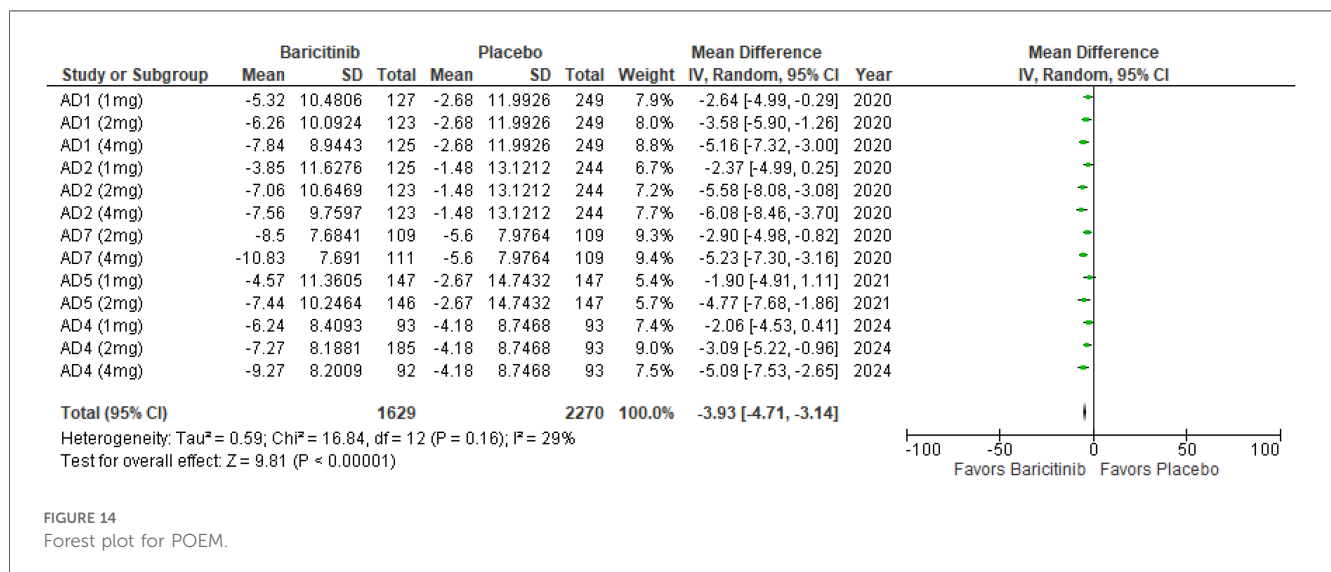 Baricitinib Placebo Mean Difference Mean Difference
Study or Subgroup Mean SD Total Mean SD Total Weight IV, Random, 95% CI Year IV, Random, 95% CI
AD1 (1mg) -5.32 10.4806 127 -2.68 11.9926 249 7.9% -2.64 [-4.99, -0.29] 2020
AD1 (2mg) -6.26 10.0924 123 -2.68 11.9926 249 8.0% -3.58 [-5.90, -1.26] 2020
AD1 (4mg) -7.84 8.9443 125 -2.68 11.9926 249 8.8% -5.16 [-7.32, -3.00] 2020
AD2 (1mg) -3.85 11.6276 125 -1.48 13.1212 244 6.7% -2.37 [-4.99, 0.25] 2020
AD2 (2mg) -7.06 10.6469 123 -1.48 13.1212 244 7.2% -5.58 [-8.08, -3.08] 2020
AD2 (4mg) -7.56 9.7597 123 -1.48 13.1212 244 7.7% -6.08 [-8.46, -3.70] 2020
AD7 (2mg) -8.5 7.6841 109 -5.6 7.9764 109 9.3% -2.90 [-4.98, -0.82] 2020
AD7 (4mg) -10.83 7.691 111 -5.6 7.9764 109 9.4% -5.23 [-7.30, -3.16] 2020
AD5 (1mg) -4.57 11.3605 147 -2.67 14.7432 147 5.4% -1.90 [-4.91, 1.11] 2021
AD5 (2mg) -7.44 10.2464 146 -2.67 14.7432 147 5.7% -4.77 [-7.68, -1.86] 2021
AD4 (1mg) -6.24 8.4093 93 -4.18 8.7468 93 7.4% -2.06 [-4.53, 0.41] 2024
AD4 (2mg) -7.27 8.1881 185 -4.18 8.7468 93 9.0% -3.09 [-5.22, -0.96] 2024
AD4 (4mg) -9.27 8.2009 92 -4.18 8.7468 93 7.5% -5.09 [-7.53, -2.65] 2024
Total (95% CI) 1629 2270 100.0% -3.93 [-4.71, -3.14]
Heterogeneity: Tau² = 0.59; Chi² = 16.84, df = 12 (P = 0.16); I² = 29%
Test for overall effect: Z = 9.81 (P < 0.00001)
-100 -50 0 50 100
Favors Baricitinib Favors Placebo
FIGURE 14
Forest plot for POEM.